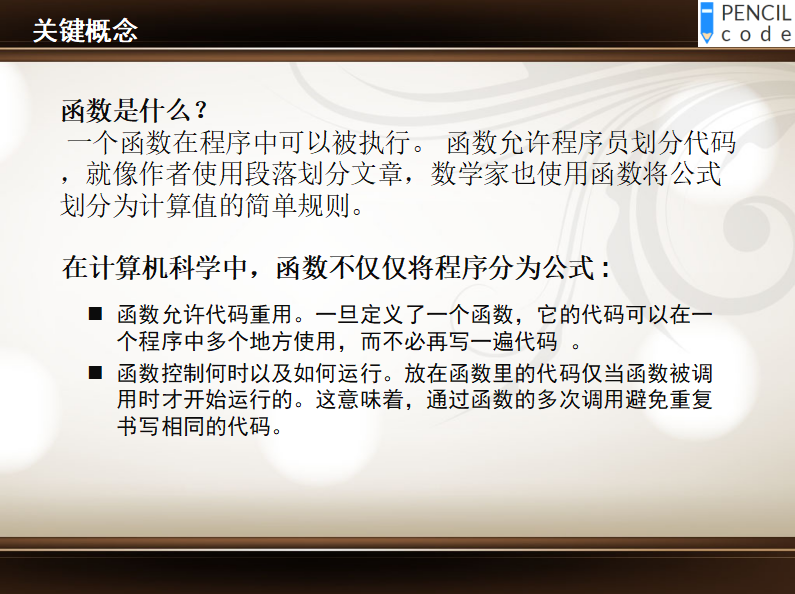 关键概念
PENCIL
code
函数是什么？
一个函数在程序中可以被执行。 函数允许程序员划分代码
，就像作者使用段落划分文章，数学家也使用函数将公式
划分为计算值的简单规则。
在计算机科学中，函数不仅仅将程序分为公式：
■ 函数允许代码重用。一旦定义了一个函数，它的代码可以在一
个程序中多个地方使用，而不必再写一遍代码 。
■ 函数控制何时以及如何运行。放在函数里的代码仅当函数被调
用时才开始运行的。这意味着，通过函数的多次调用避免重复
书写相同的代码。